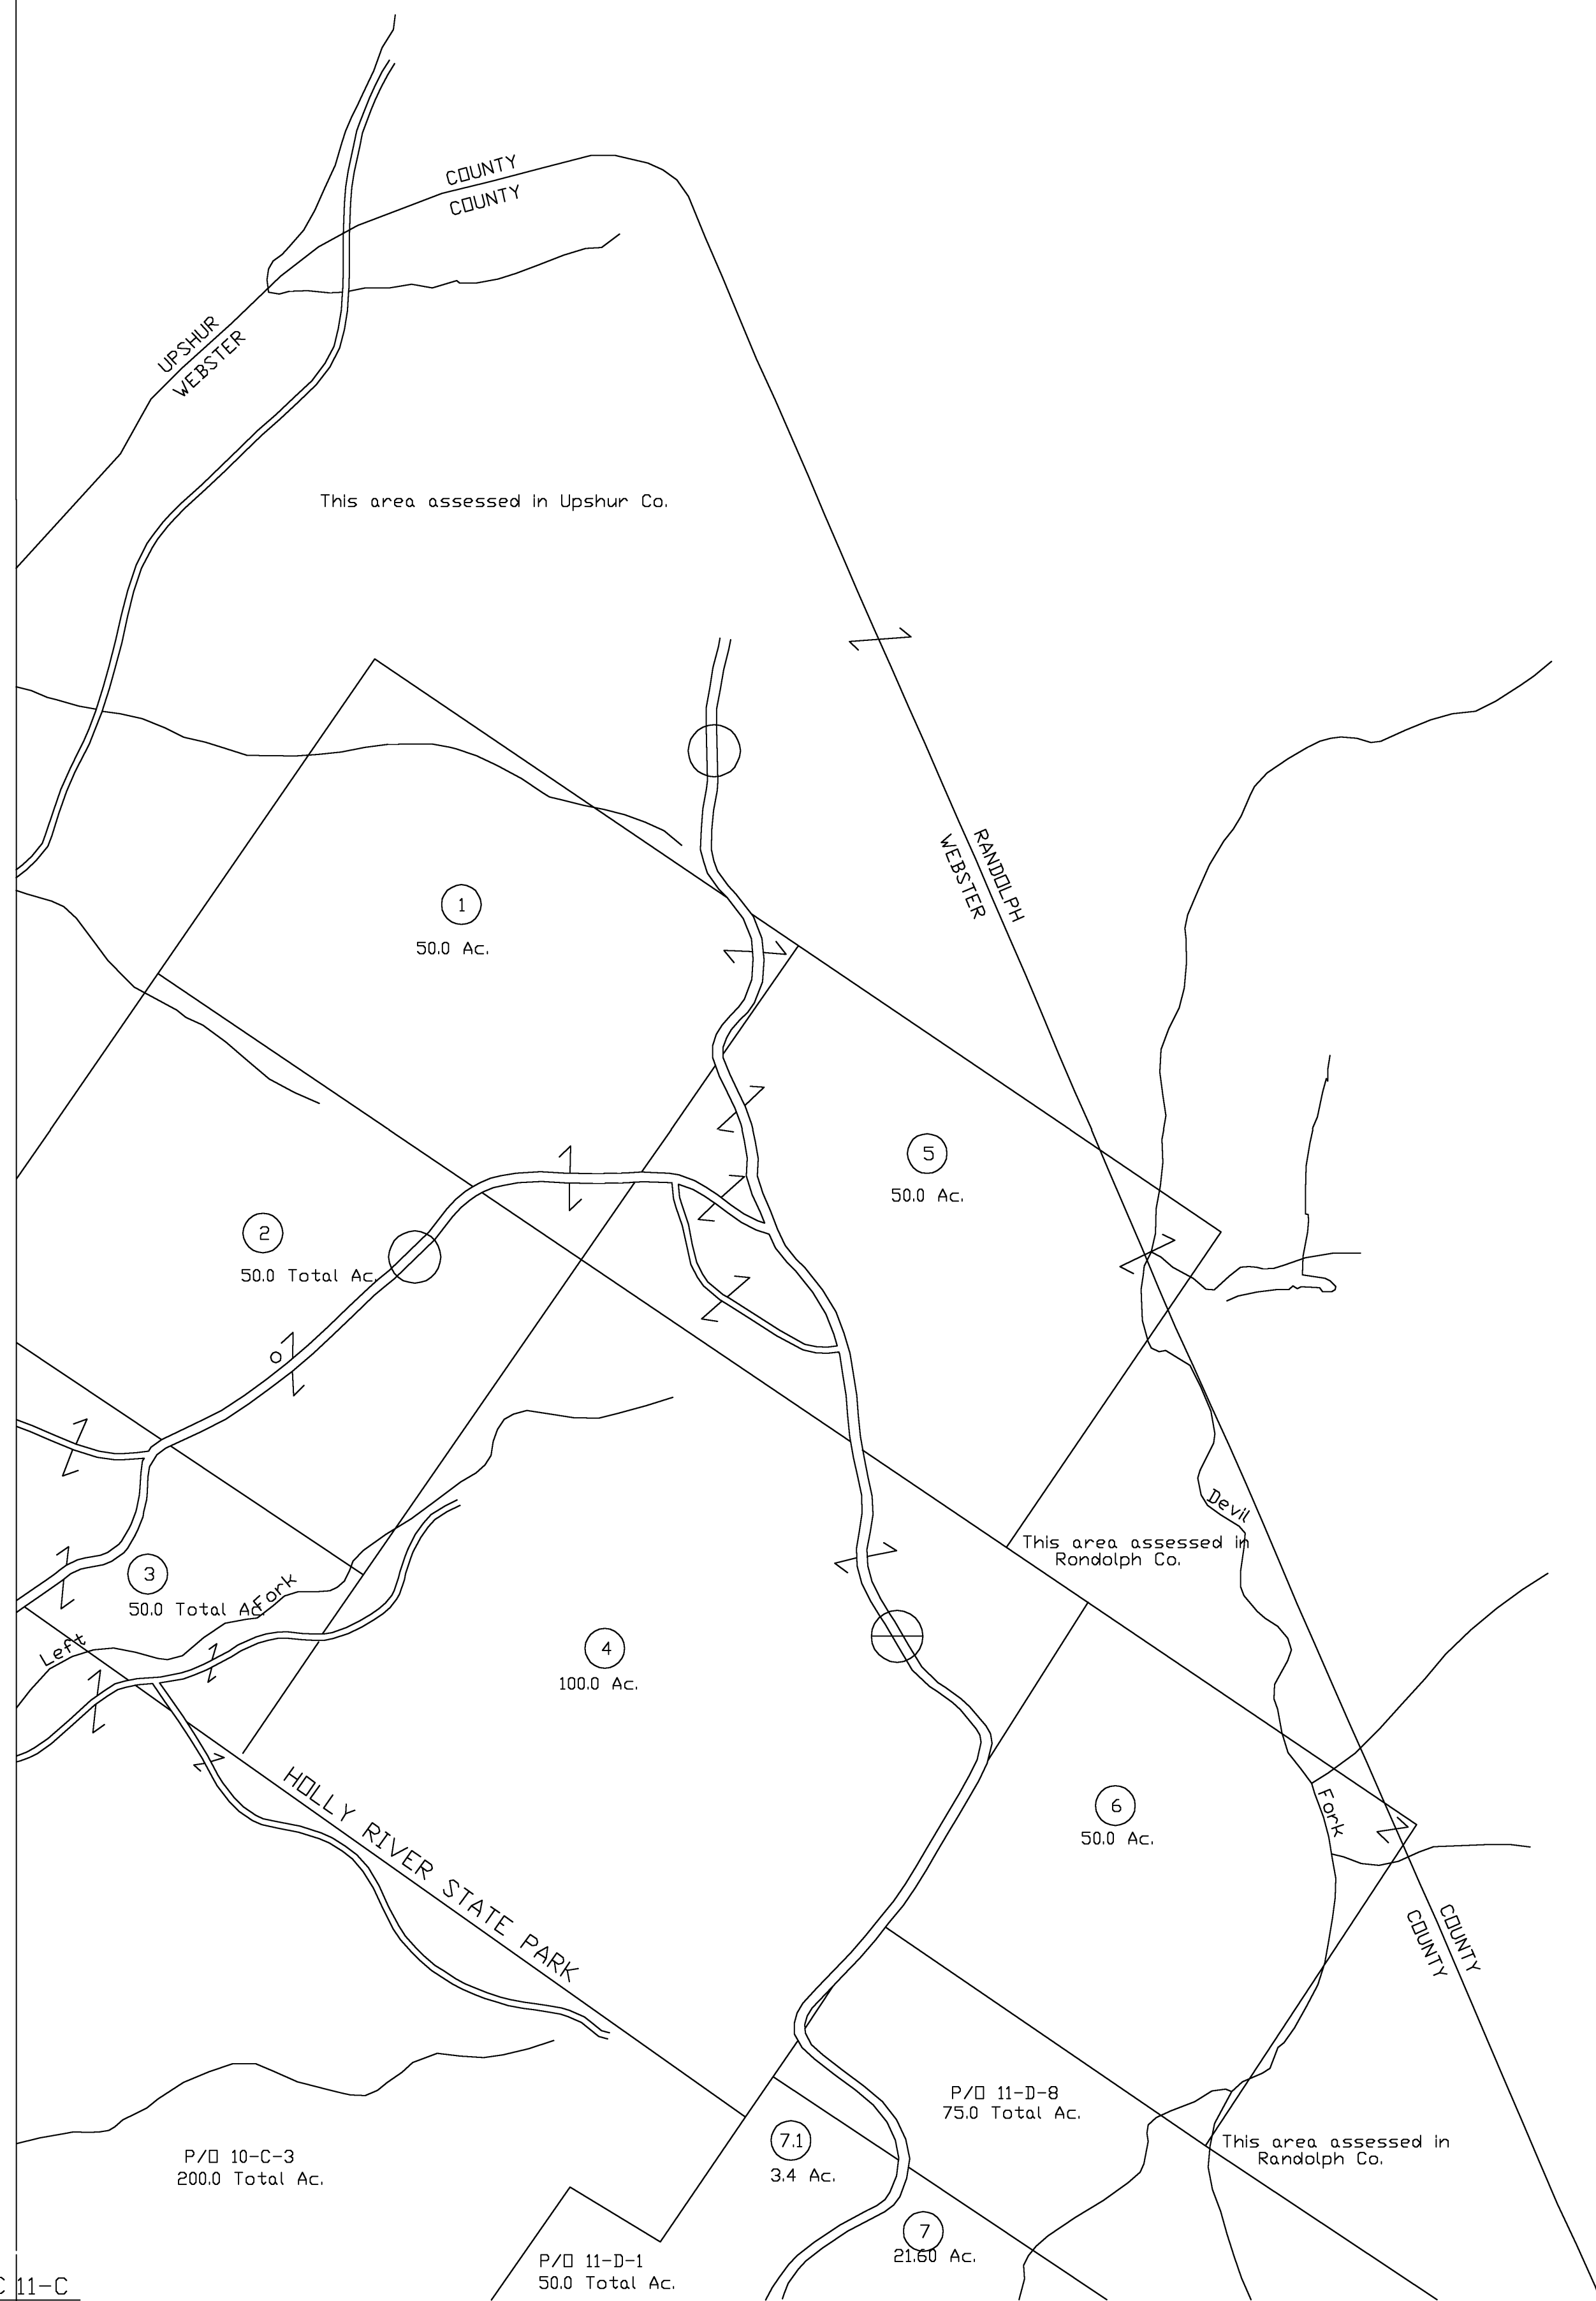 COUNTY
COUNTY
UPSHUR
WEBSTER
This area assessed in Upshur Co.
RANDOLPH
WEBSTER
1
50.0 Ac.
5
50.0 Ac.
2
50.0 Total Ac.
Devil
This area assessed in
Rondolph Co.
3
50.0 Total Ac.
Fork
Left
4
100.0 Ac.
HOLLY RIVER STATE PARK
6
50.0 Ac.
Fork
COUNTY
COUNTY
P/O 11-D-8
75.0 Total Ac.
7.1
3.4 Ac.
This area assessed in
Randolph Co.
P/O 10-C-3
200.0 Total Ac.
7
21.60 Ac.
P/O 11-D-1
50.0 Total Ac.
C 11-C